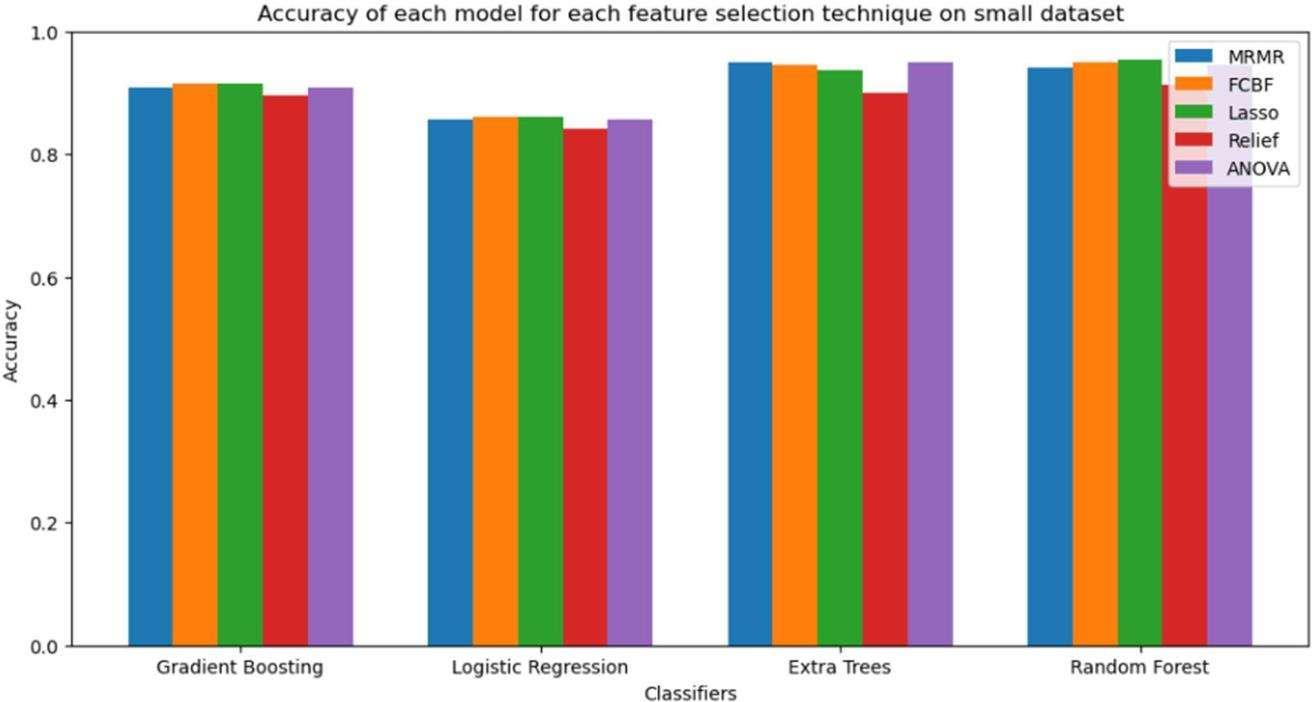 Accuracy of each model for each feature selection technique on small dataset
1.0
0.8
0.6
0.4
0.2
0.0
Accuracy
MRMR
FCBF
Lasso
Relief
ANOVA
Gradient Boosting
Logistic Regression
Extra Trees
Random Forest
Classifiers